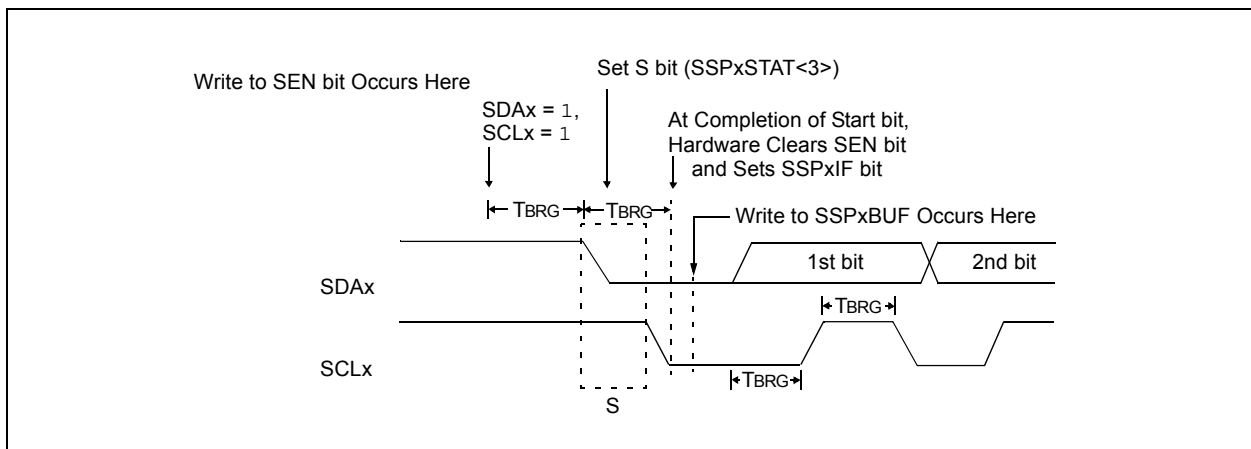 Write to SEN bit Occurs Here
Set S bit (SSPxSTAT<3>)
SDAx = 1,
SCLx = 1
At Completion of Start bit,
Hardware Clears SEN bit
and Sets SSPxIF bit
TBRG
TBRG
Write to SSPxBUF Occurs Here
SDAx
1st bit
2nd bit
TBRG
SCLx
TBRG
S